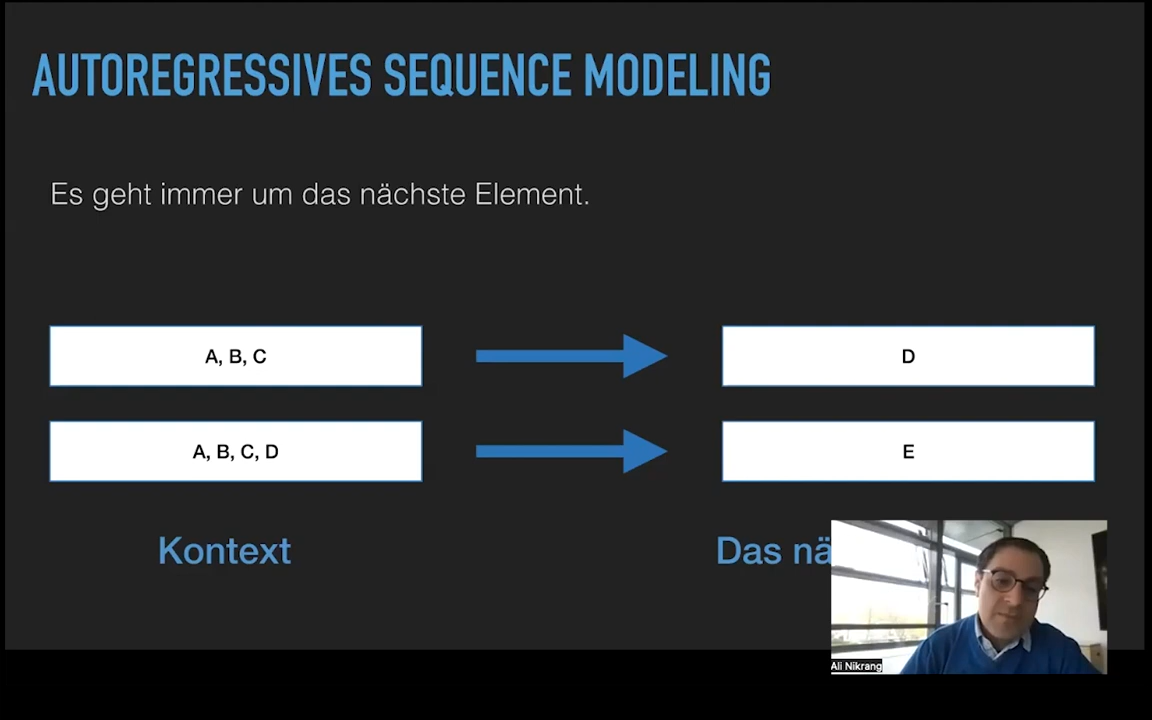 AUTOREGRESSIVES SEQUENCE MODELING
Es geht immer um das nächste Element.
A, B, C
D
A, B, C, D
E
Kontext
Das nä
Ali Nikrang